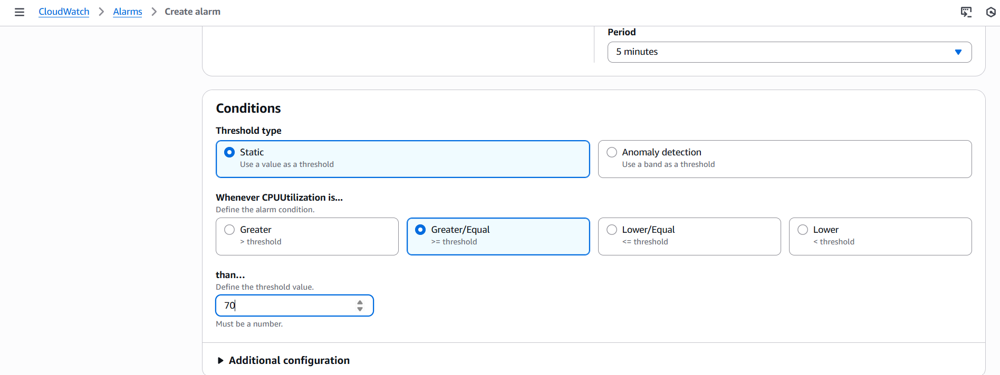 CloudWatch > Alarms > Create alarm
Period
5 minutes
Conditions
Threshold type
Static
Use a value as a threshold
Anomaly detection
Use a band as a threshold
Whenever CPUUtilization is...
Define the alarm condition.
Greater
> threshold
Greater/Equal
>= threshold
Lower/Equal
<= threshold
Lower
< threshold
than...
Define the threshold value.
70
Must be a number.
Additional configuration